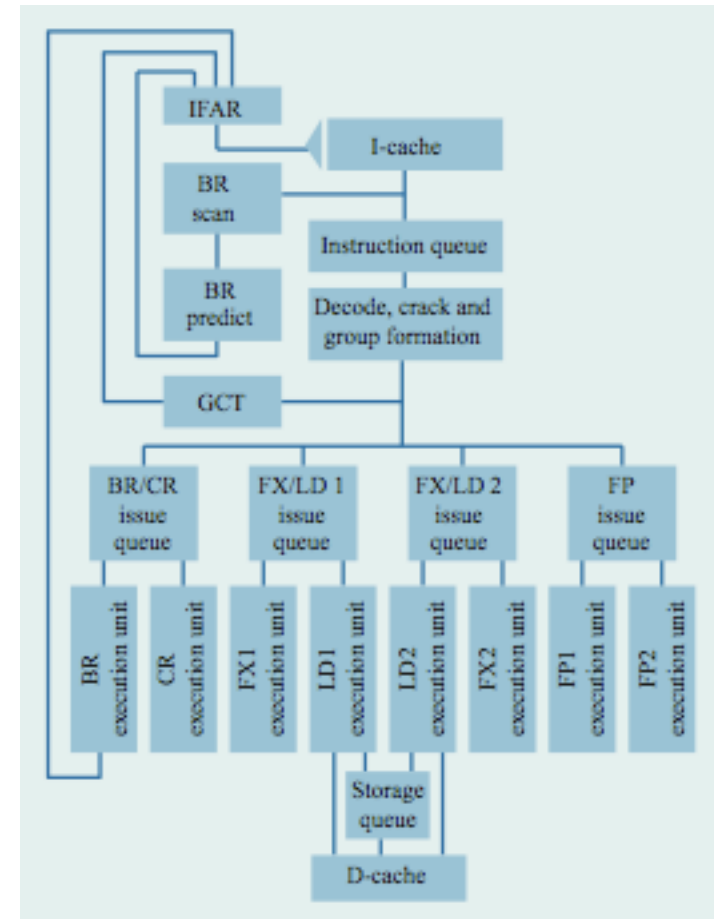 IFAR
I-cache
BR
scan
Instruction queue
BR
predict
Decode, crack and
group formation
GCT
BR/CR
issue
queue
FX/LD 1
issue
queue
FX/LD 2
issue
queue
FP
issue
queue
BR
execution unit
CR
execution unit
FX1
execution unit
LD1
execution unit
LD2
execution unit
FX2
execution unit
FP1
execution unit
FP2
execution unit
Storage
queue
D-cache